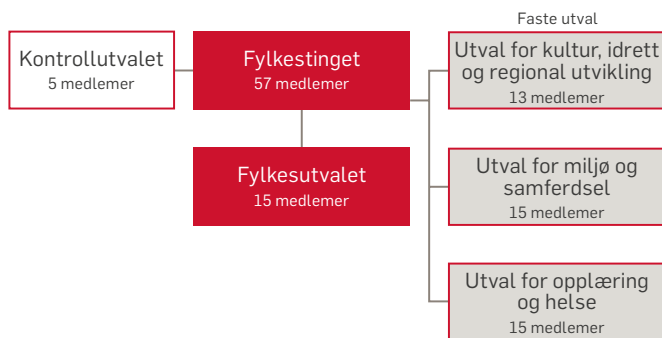 Faste utval
Kontrollutvalet
5 medlemer
Fylkestinget
57 medlemer
Utval for kultur, idrett
og regional utvikling
13 medlemer
Fylkesutvalet
15 medlemer
Utval for miljø og
samferdsel
15 medlemer
Utval for opplæring
og helse
15 medlemer